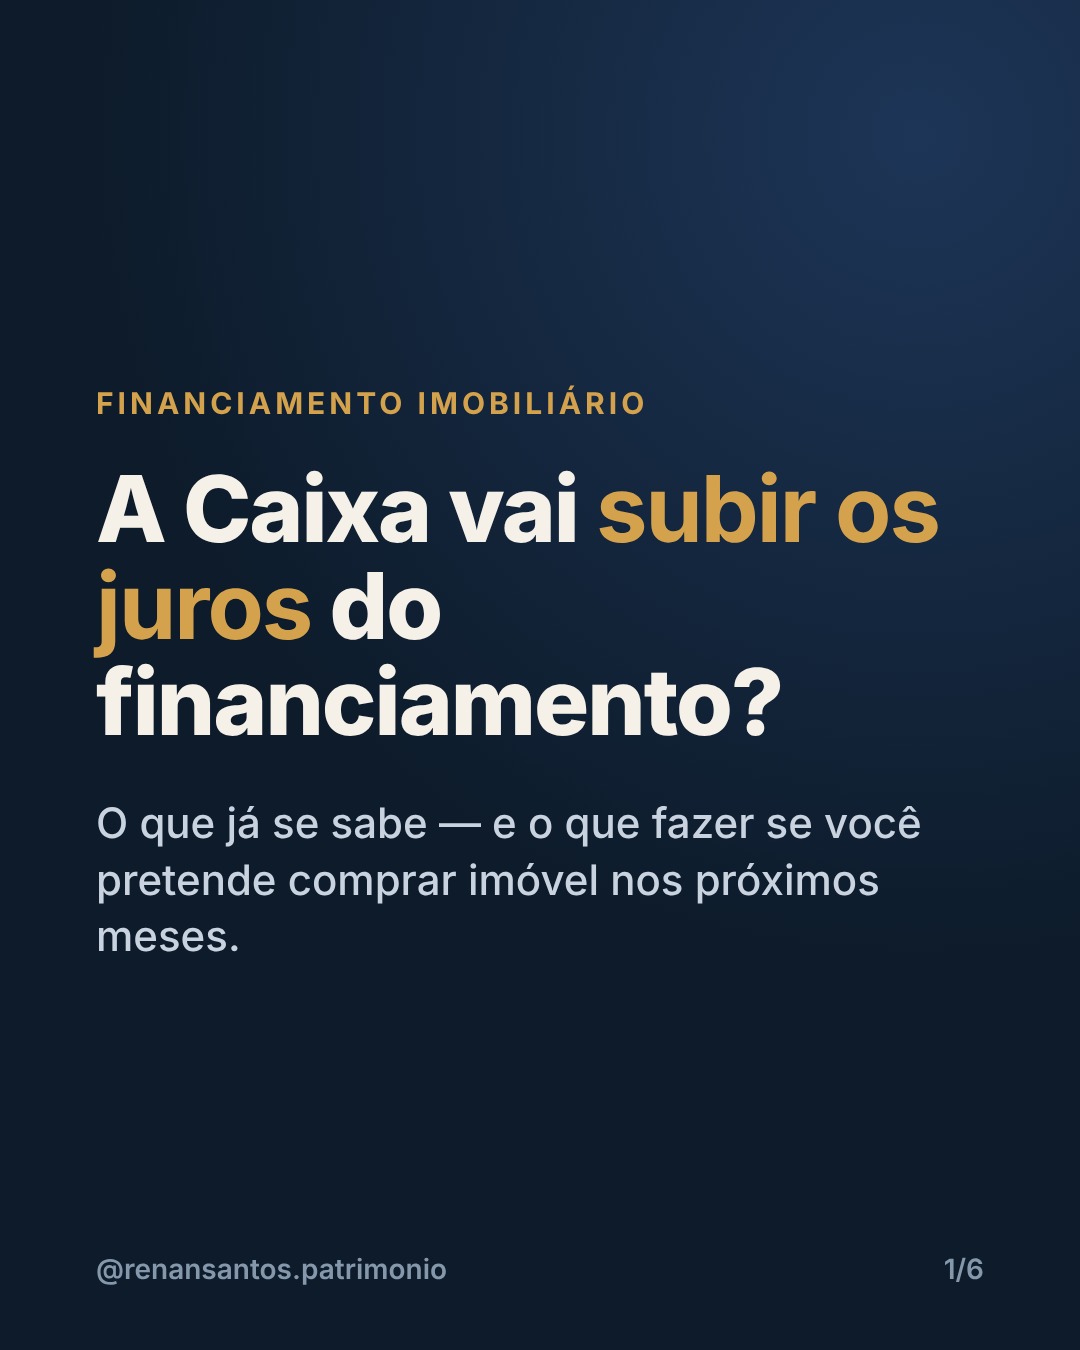 FINANCIAMENTO IMOBILIÁRIO
A Caixa vai subir os
juros do
financiamento?
O que já se sabe — e o que fazer se você
pretende comprar imóvel nos próximos
meses.
@renansantos.patrimonio
1/6